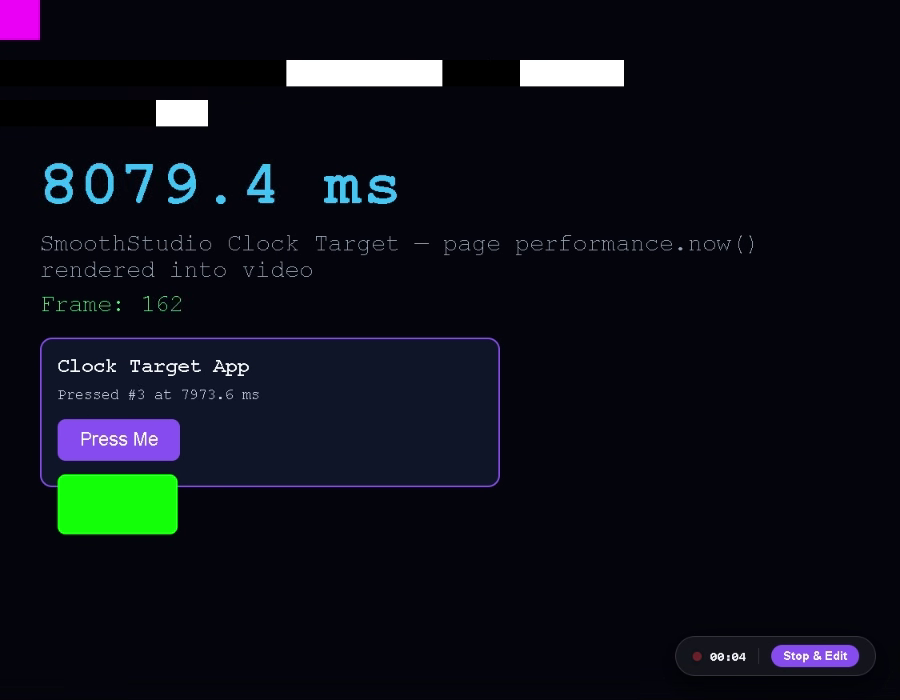 8079.4 ms
SmoothStudio Clock Target — page performance.now()
rendered into video
Frame: 162
Clock Target App
Pressed #3 at 7973.6 ms
Press Me
00:04
Stop & Edit